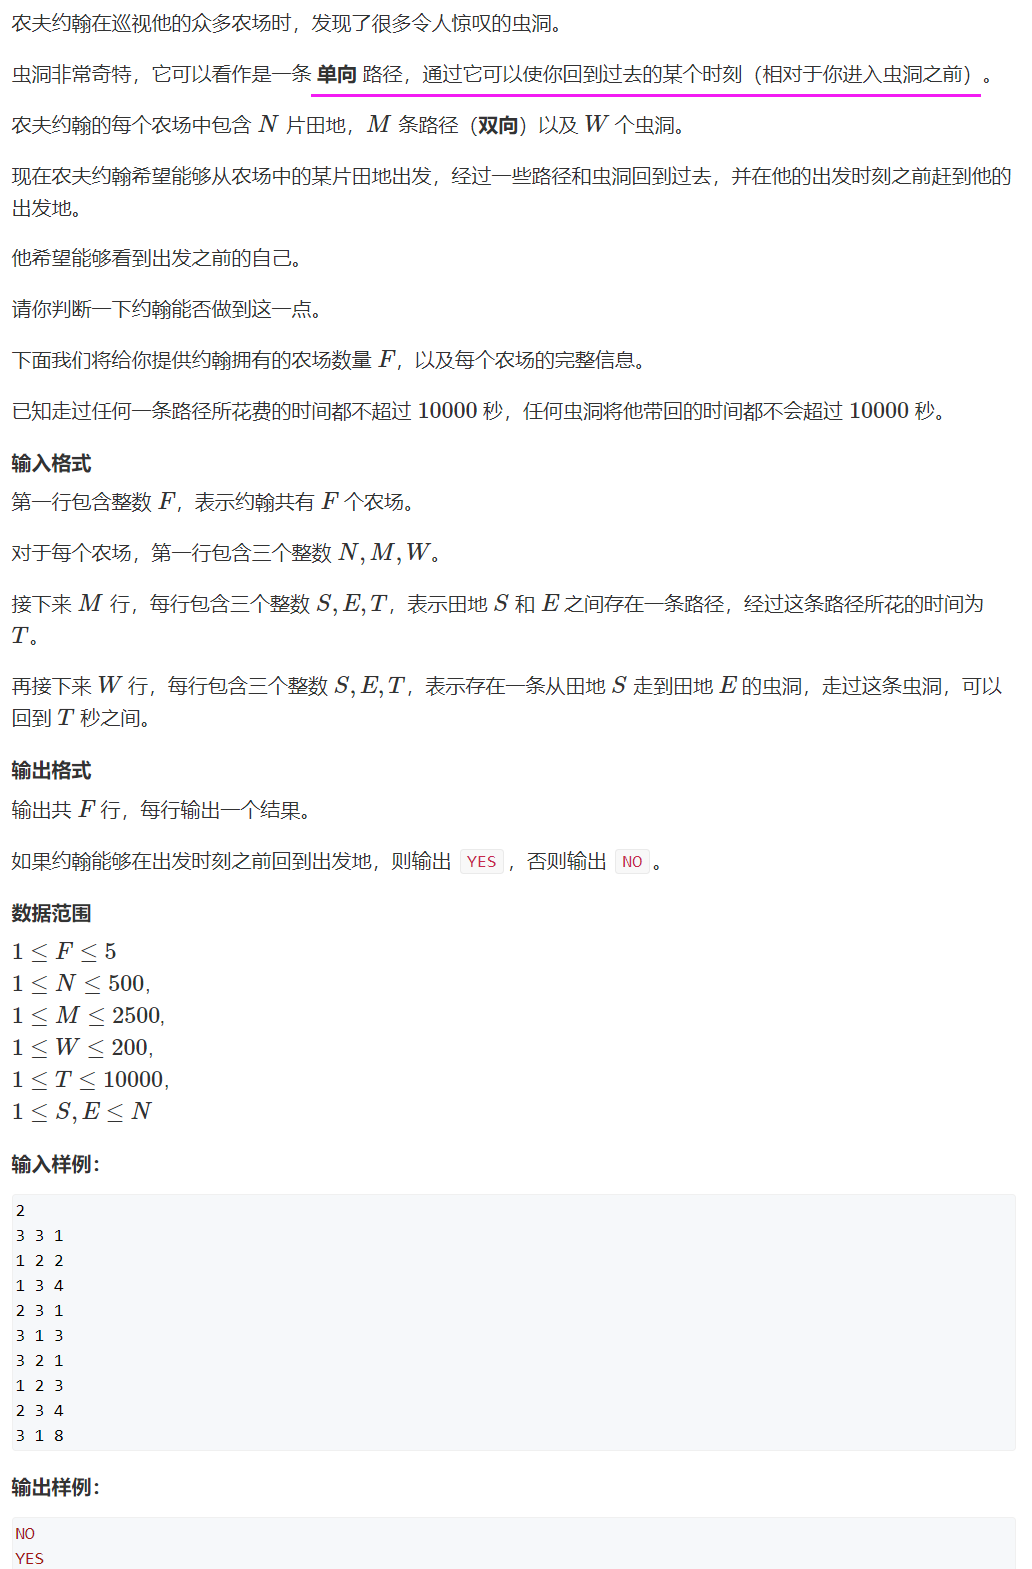 农夫约翰在巡视他的众多农场时，发现了很多令人惊叹的虫洞。
虫洞非常奇特，它可以看作是一条 单向 路径，通过它可以使你回到过去的某个时刻（相对于你进入虫洞之前）。
农夫约翰的每个农场中包含 N 片田地，M 条路径（双向）以及 W 个虫洞。
现在农夫约翰希望能够从农场中的某片田地出发，经过一些路径和虫洞回到过去，并在他的出发时刻之前赶到他的
出发地。
他希望能够看到出发之前的自己。
请你判断一下约翰能否做到这一点。
下面我们将给你提供约翰拥有的农场数量 F，以及每个农场的完整信息。
已知走过任何一条路径所花费的时间都不超过 10000 秒，任何虫洞将他带回的时间都不会超过 10000 秒。
输入格式
第一行包含整数 F，表示约翰共有 F 个农场。
对于每个农场，第一行包含三个整数 N, M, W。
接下来 M 行，每行包含三个整数 S, E, T，表示田地 S 和 E 之间存在一条路径，经过这条路径所花的时间为
T。
再接下来 W 行，每行包含三个整数 S, E, T，表示存在一条从田地 S 走到田地 E 的虫洞，走过这条虫洞，可以
回到 T 秒之间。
输出格式
输出共 F 行，每行输出一个结果。
如果约翰能够在出发时刻之前回到出发地，则输出 YES，否则输出 NO。
数据范围
1 ≤ F ≤ 5
1 ≤ N ≤ 500,
1 ≤ M ≤ 2500,
1 ≤ W ≤ 200,
1 ≤ T ≤ 10000,
1 ≤ S, E ≤ N
输入样例：
2
3 3 1
1 2 2
1 3 4
2 3 1
3 1 3
3 2 1
1 2 3
2 3 4
3 1 8
输出样例：
NO
YES